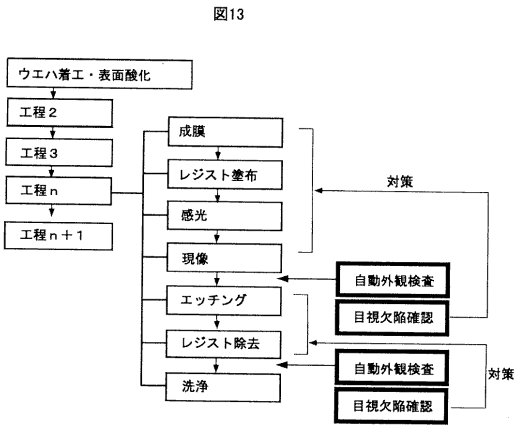 図13
ウエハ着工・表面酸化
工程2
工程3
工程n
工程n+1
成膜
レジスト塗布
感光
現像
エッチング
レジスト除去
洗浄
対策
自動外観検査
目視欠陥確認
自動外観検査
目視欠陥確認
対策